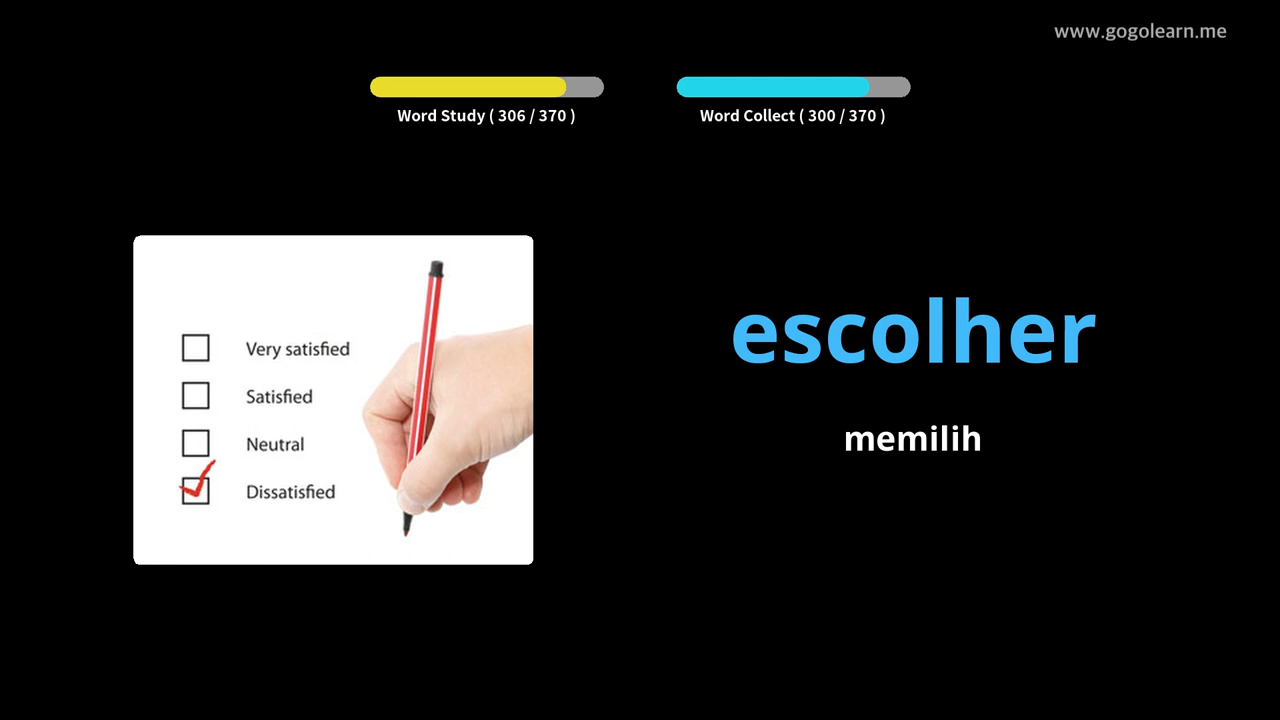 www.gogolearn.me
Word Study ( 306 / 370 )
Word Collect ( 300 / 370 )
Very satisfied
Satisfied
Neutral
Dissatisfied
escolher
memilih